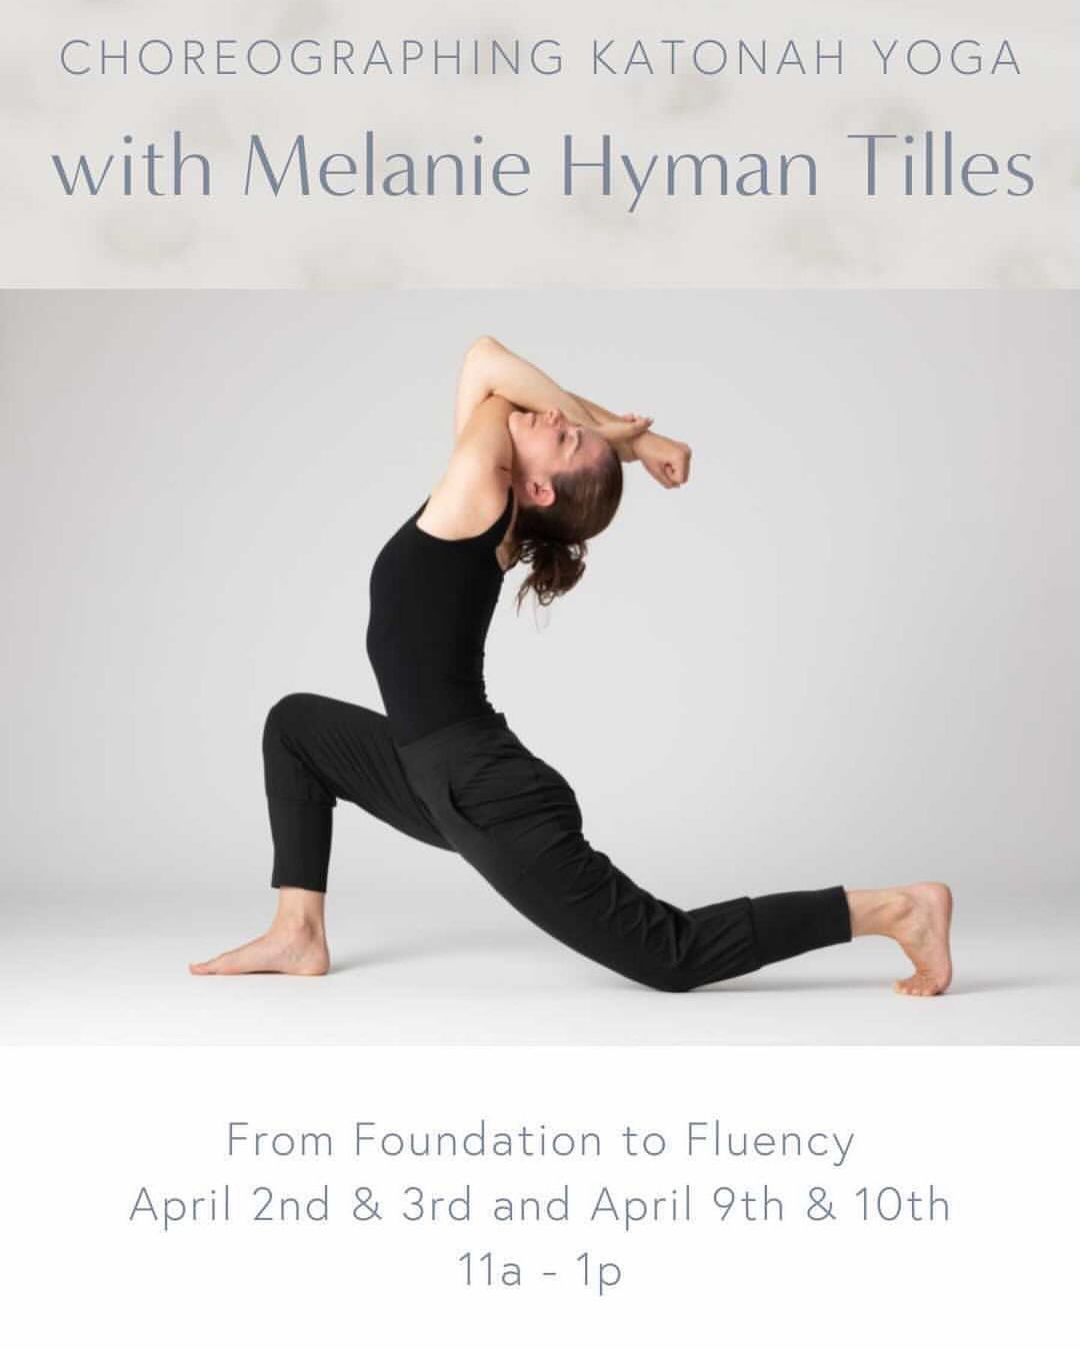 CHOREOGRAPHING KATONAH YOGA
with Melanie Hyman Tilles
From Foundation to Fluency
April 2nd & 3rd and April 9th & 10th
11a - 1p